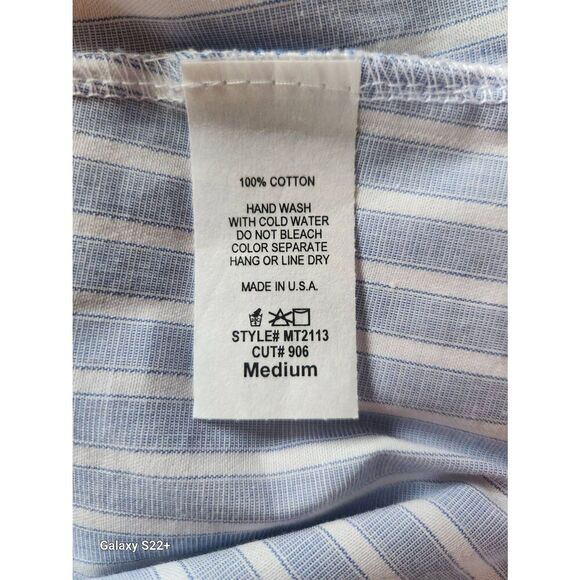 100% COTTON
HAND WASH
WITH COLD WATER
DO NOT BLEACH
COLOR SEPARATE
HANG OR LINE DRY
MADE IN U.S.A.
STYLE# MT2113
CUT# 906
Medium
Galaxy S22+